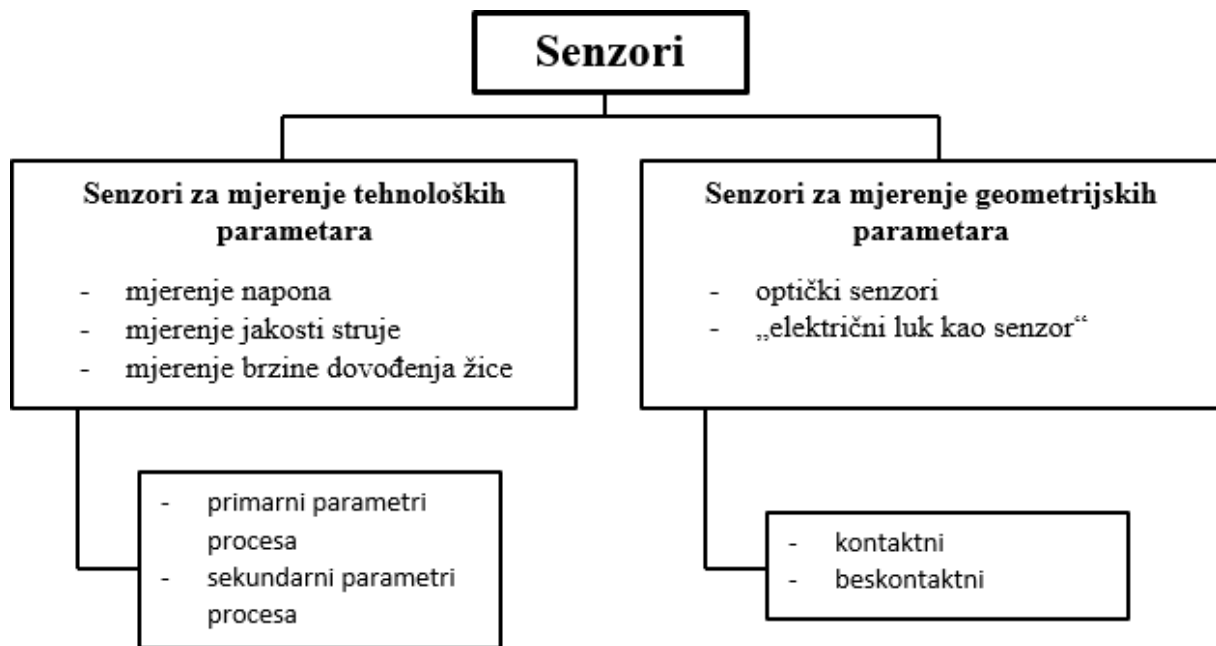 Senzori
Senzori za mjerenje tehnoloških
parametara
- mjerenje napona
- mjerenje jakosti struje
- mjerenje brzine dovođenja žice
Senzori za mjerenje geometrijskih
parametara
- optički senzori
- „električni luk kao senzor“
- primarni parametri
procesa
- sekundarni parametri
procesa
- kontaktni
- beskontaktni